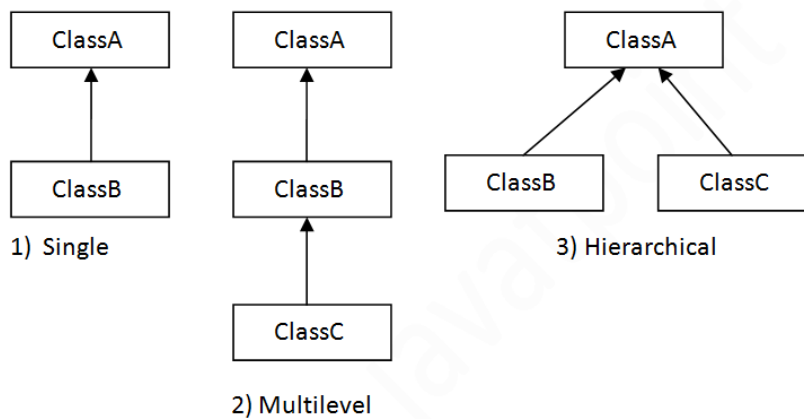 ClassA
ClassB
1) Single
ClassA
ClassB
ClassC
2) Multilevel
ClassA
ClassB
ClassC
3) Hierarchical